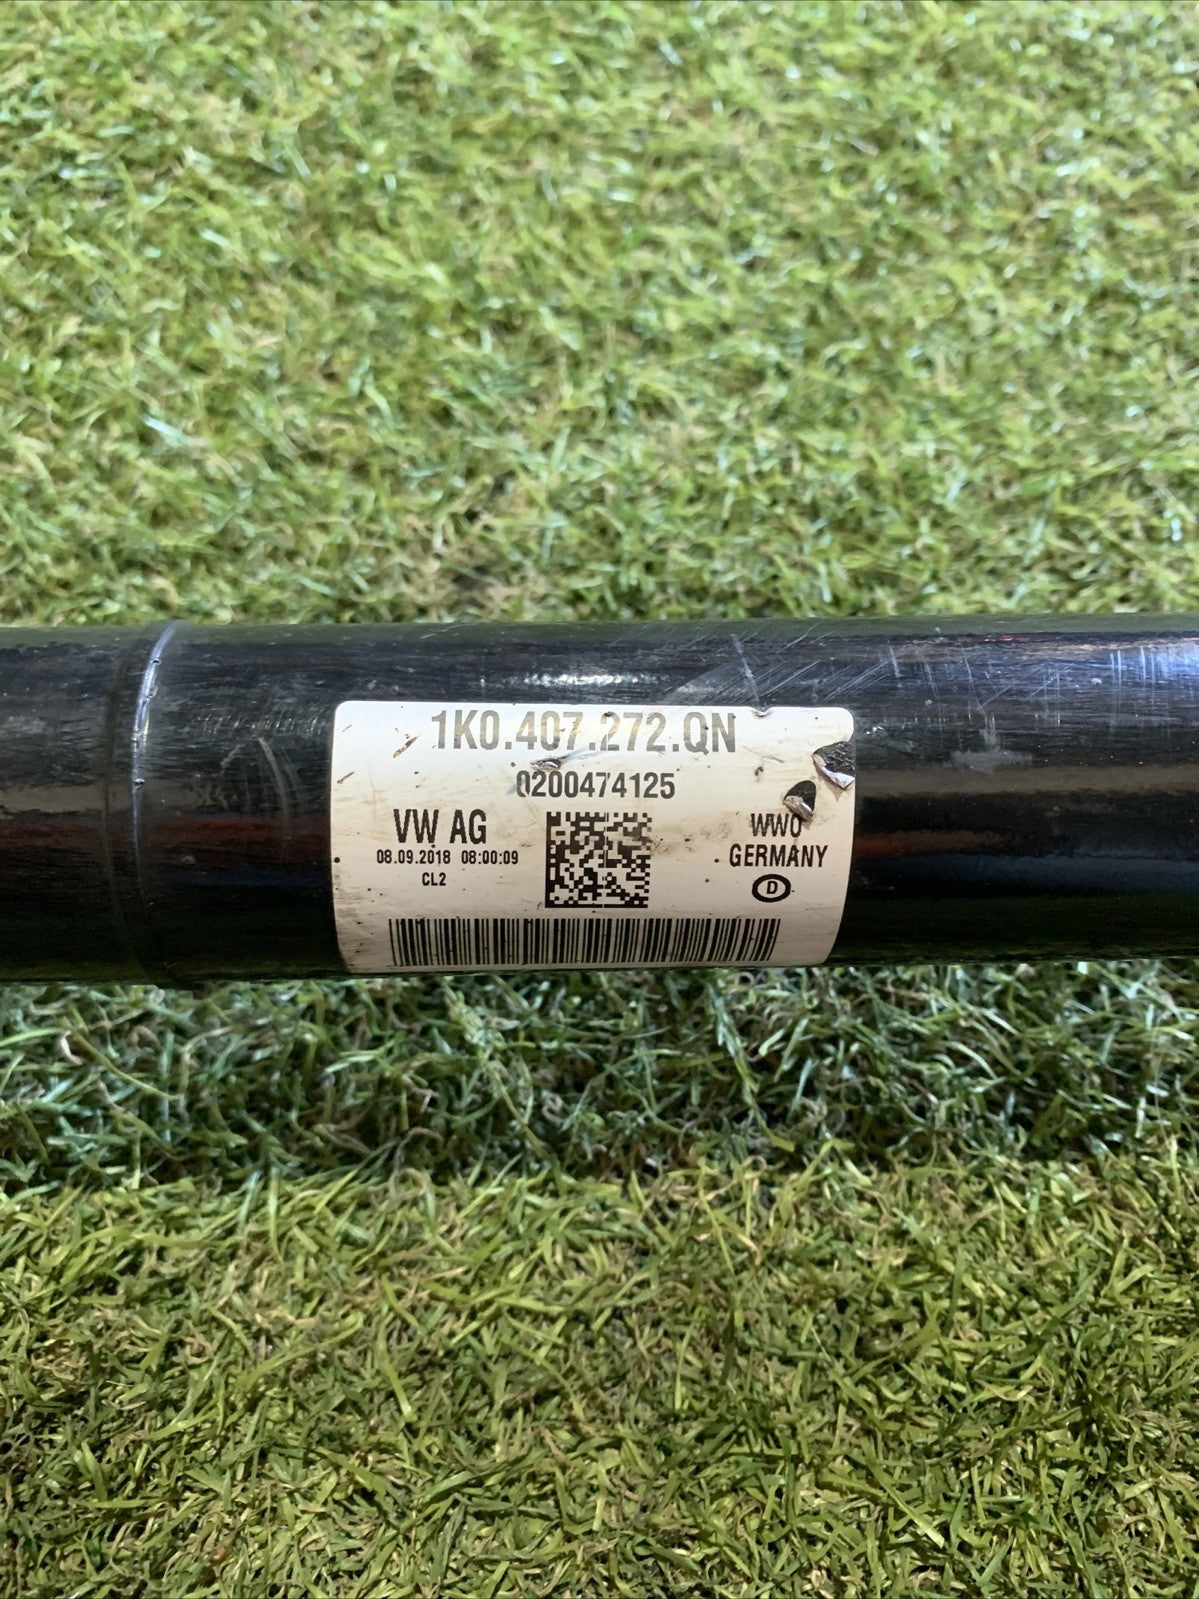 1K0.407.272.QN
0200474125
VW AG
WWO
08.09.2018 08:00:09
GERMANY
CL2
D